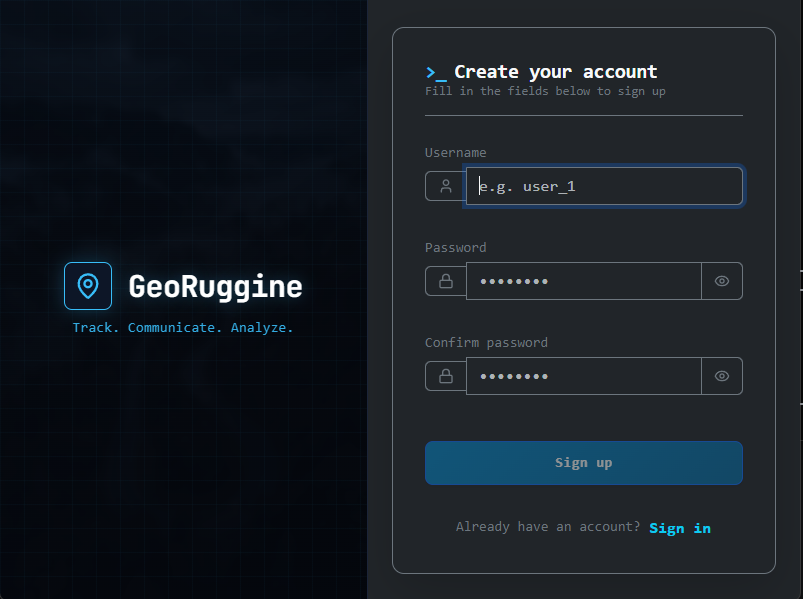 GeoRuggine
Track. Communicate. Analyze.
>_ Create your account
Fill in the fields below to sign up
Username
e.g. user_1
Password
••••••••
Confirm password
••••••••
Sign up
Already have an account? Sign in